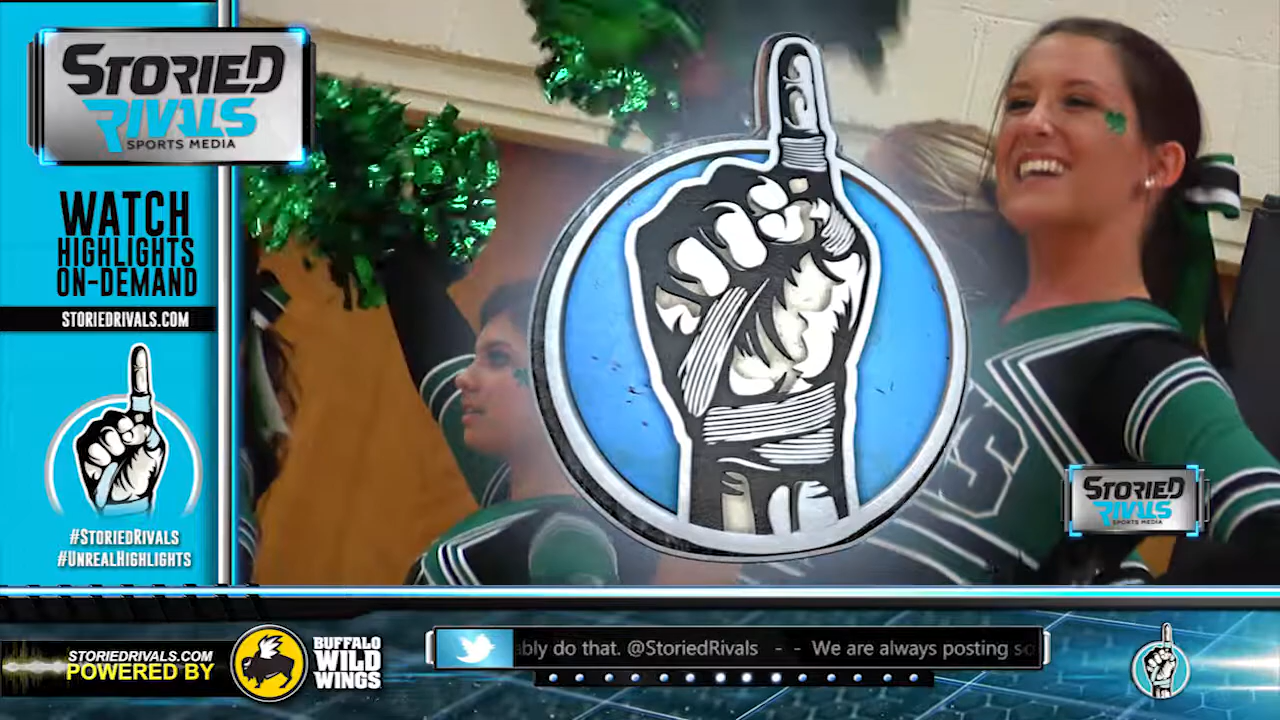 STORIED
RIVALS
SPORTS MEDIA
WATCH
HIGHLIGHTS
ON-DEMAND
STORIEDRIVALS.COM
#STORIEDRIVALS
#UNREALHIGHLIGHTS
S
STORIED
RIVALS
SPORTS MEDIA
STORIEDRIVALS.COM
POWERED BY
BUFFALO
WILD
WINGS
bly do that. @StoriedRivals - - We are always posting so